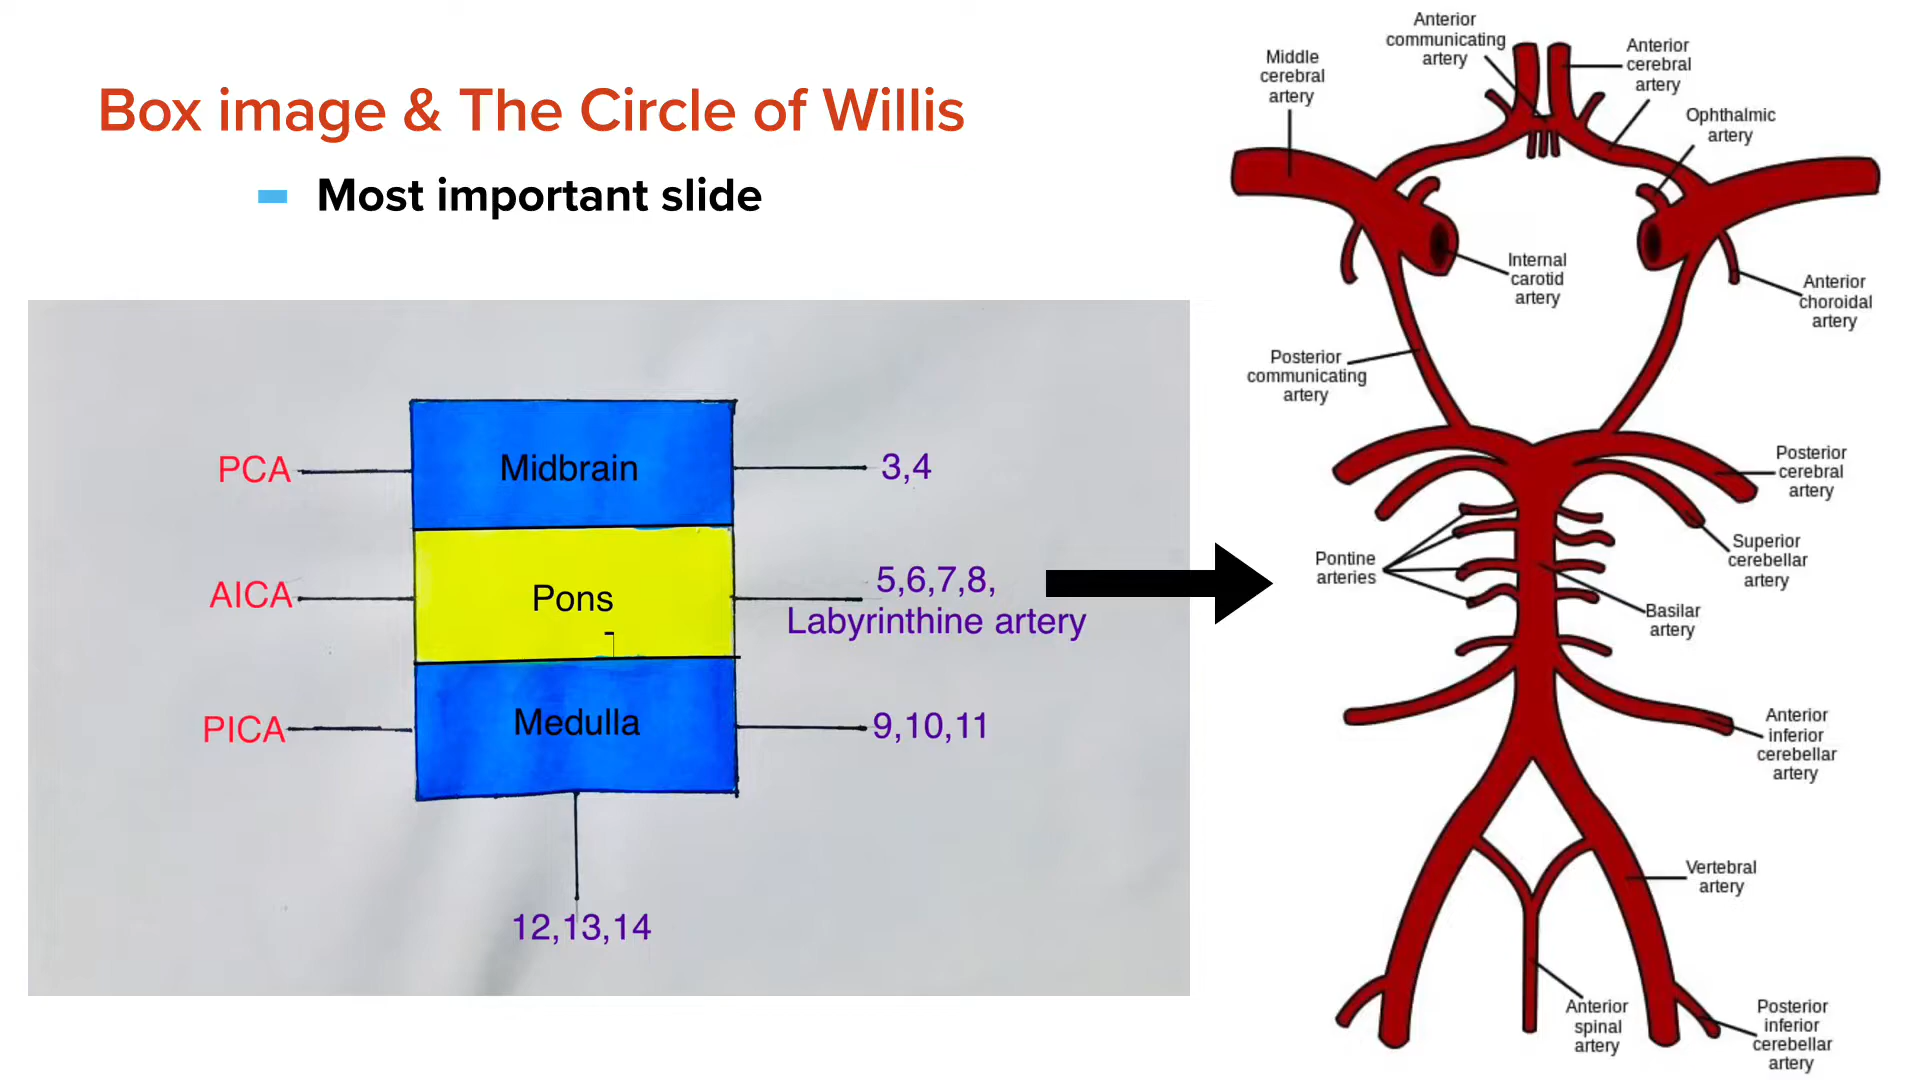 Box image & The Circle of Willis
Most important slide
PCA
Midbrain
3,4
AICA
Pons
5,6,7,8,
Labyrinthine artery
PICA
Medulla
9,10,11
12,13,14
Anterior
communicating
artery
Middle
cerebral
artery
Anterior
cerebral
artery
Ophthalmic
artery
Internal
carotid
artery
Anterior
choroidal
artery
Posterior
communicating
artery
Posterior
cerebral
artery
Superior
cerebellar
artery
Pontine
arteries
Basilar
artery
Anterior
inferior
cerebellar
artery
Vertebral
artery
Anterior
spinal
artery
Posterior
inferior
cerebellar
artery